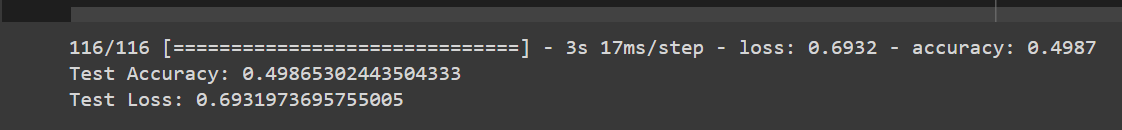 116/116 [==============================] - 3s 17ms/step - loss: 0.6932 - accuracy: 0.4987
Test Accuracy: 0.49865302443504333
Test Loss: 0.6931973695755005